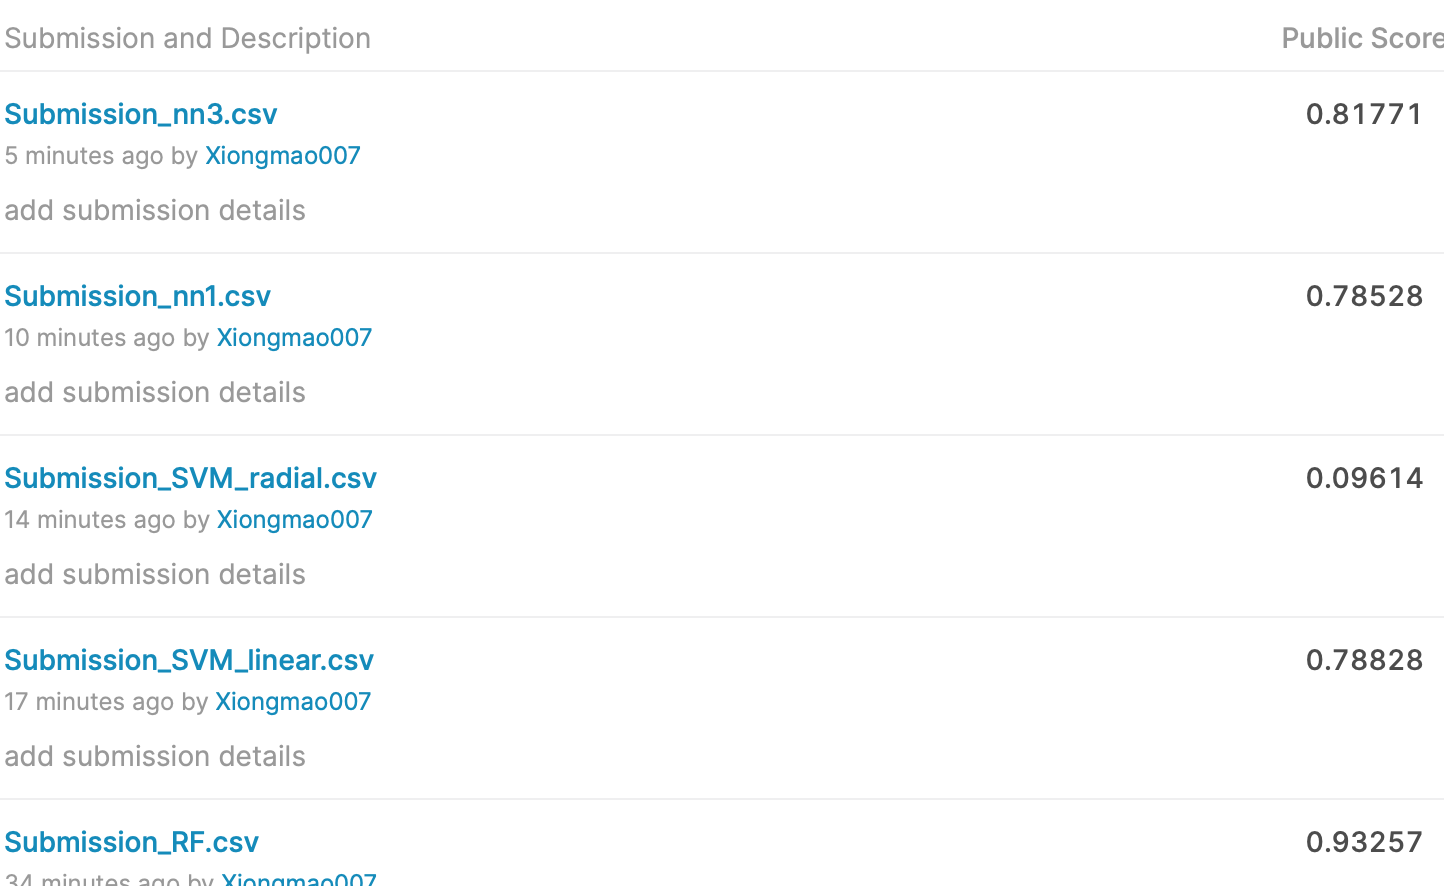 Submission and Description Public Score
Submission_nn3.csv 0.81771
5 minutes ago by Xiongmao007
add submission details
Submission_nn1.csv 0.78528
10 minutes ago by Xiongmao007
add submission details
Submission_SVM_radial.csv 0.09614
14 minutes ago by Xiongmao007
add submission details
Submission_SVM_linear.csv 0.78828
17 minutes ago by Xiongmao007
add submission details
Submission_RF.csv 0.93257
34 minutes ago by Xiongmao007